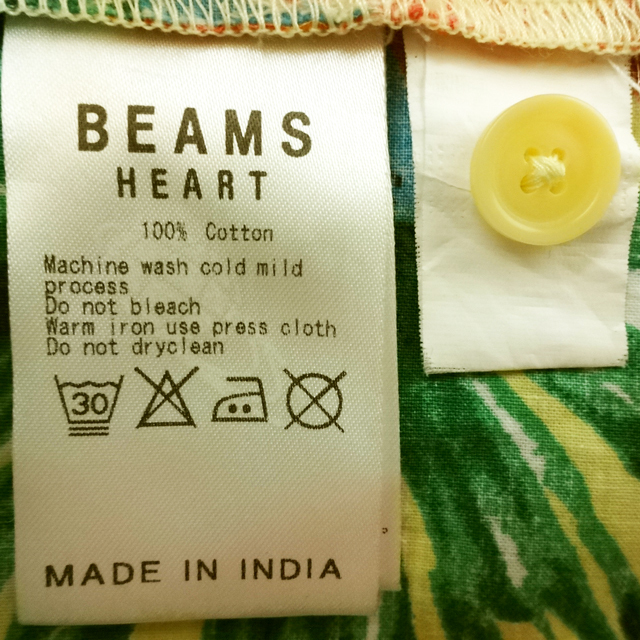 BEAMS
HEART
100% Cotton
Machine wash cold mild
process
Do not bleach
Warm iron use press cloth
Do not dryclean
30
MADE IN INDIA